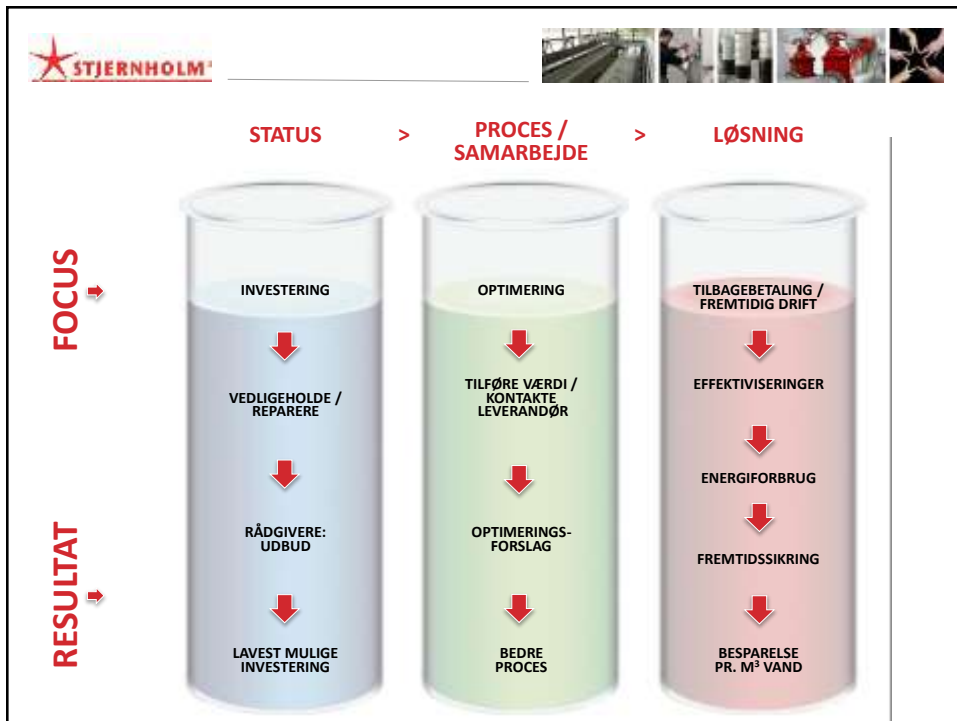 STJERNHOLM
STATUS
>
PROCES /
SAMARBEJDE
>
LØSNING
FOCUS
INVESTERING
VEDLIGEHOLDE /
REPARERE
RÅDGIVERE:
UDBUD
LAVEST MULIGE
INVESTERING
OPTIMERING
TILFØRE VÆRDI /
KONTAKTE
LEVERANDØR
OPTIMERINGS-
FORSLAG
BEDRE
PROCES
TILBAGEBETALING /
FREMTIDIG DRIFT
EFFEKTIVISERINGER
ENERGIFORBRUG
FREMTIDSSIKRING
BESPARELSE
PR. M³ VAND
RESULTAT